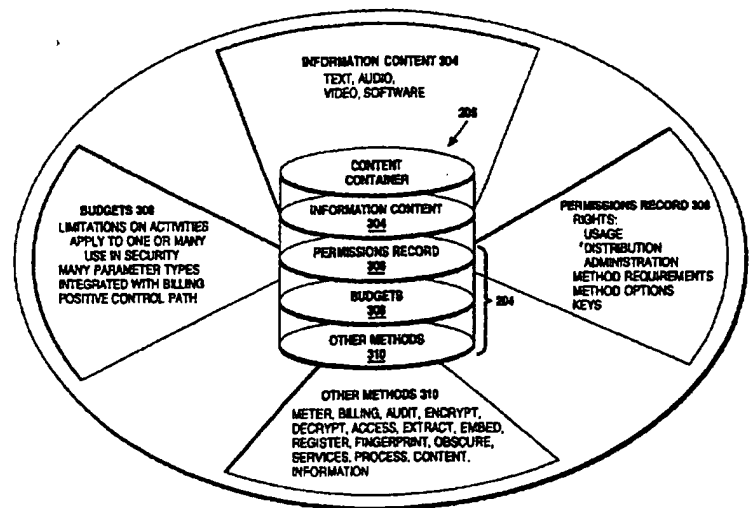 INFORMATION CONTENT 304
TEXT, AUDIO,
VIDEO, SOFTWARE
CONTENT
CONTAINER
INFORMATION CONTENT
304
PERMISSIONS RECORD
308
BUDGETS
308
OTHER METHODS
310
204
BUDGETS 308
LIMITATIONS ON ACTIVITIES
APPLY TO ONE OR MANY
USE IN SECURITY
MANY PARAMETER TYPES
INTEGRATED WITH BILLING
POSITIVE CONTROL PATH
PERMISSIONS RECORD
RIGHTS:
USAGE
DISTRIBUTION
ADMINISTRATION
METHOD REQUIREMENTS
METHOD OPTIONS
KEYS
OTHER METHODS 310
METER, BILLING, AUDIT, ENCRYPT,
DECRYPT, ACCESS, EXTRACT, EMBED,
REGISTER, FINGERPRINT, OBSCURE,
SERVICES, PROCESS, CONTENT,
INFORMATION